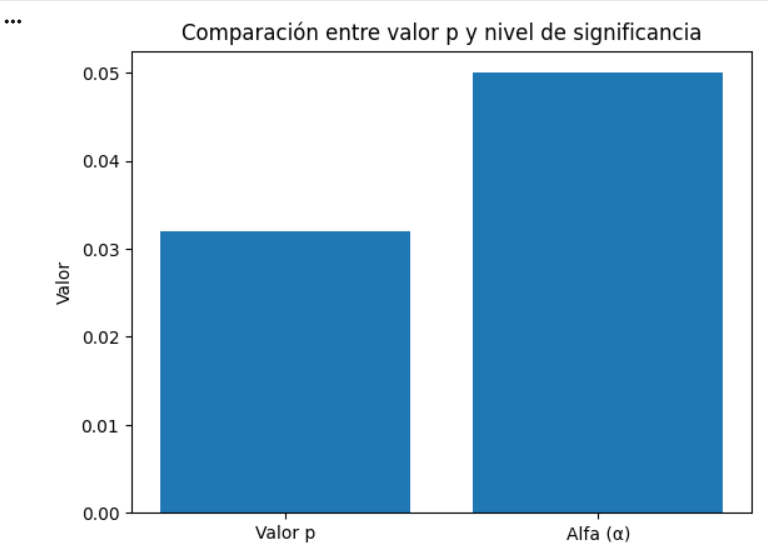 ...
Comparación entre valor p y nivel de significancia
0.05
0.04
0.03
0.02
0.01
0.00
Valor
Valor p
Alfa (α)